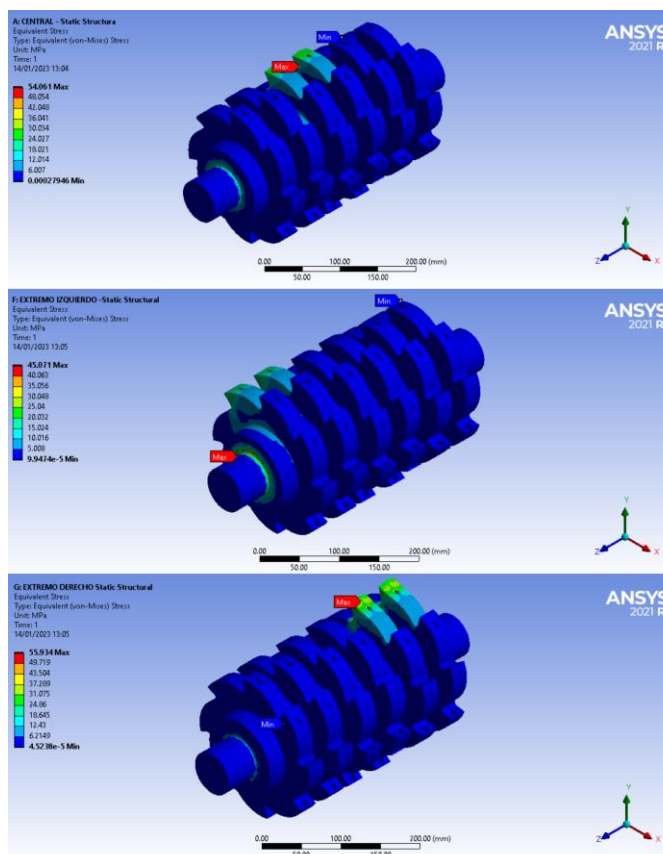 A: CENTRAL - Static Structura
Equivalent Stress
Type: Equivalent (von-Mises) Stress
Unit: MPa
Time: 1
14/01/2023 13:04
54.061 Max
48.054
42.048
36.041
30.034
24.027
18.021
12.014
6.007
0.00027946 Min
Min
Max
ANSYS
2021 R
0.00
100.00
200.00 (mm)
50.00
150.00
Y
Z
X
F: EXTREMO IZQUIERDO -Static Structural
Equivalent Stress
Type: Equivalent (von-Mises) Stress
Unit: MPa
Time: 1
14/01/2023 13:05
45.071 Max
40.063
35.056
30.048
25.04
20.032
15.024
10.016
5.008
9.9474e-5 Min
Min
Max
ANSYS
2021 R
0.00
100.00
200.00 (mm)
50.00
150.00
Y
Z
X
G: EXTREMO DERECHO Static Structural
Equivalent Stress
Type: Equivalent (von-Mises) Stress
Unit: MPa
Time: 1
14/01/2023 13:05
55.934 Max
49.719
43.504
37.289
31.075
24.86
18.645
12.43
6.2149
4.5238e-5 Min
Max
Min
ANSYS
2021 R
0.00
100.00
200.00 (mm)
50.00
150.00
Y
Z
X